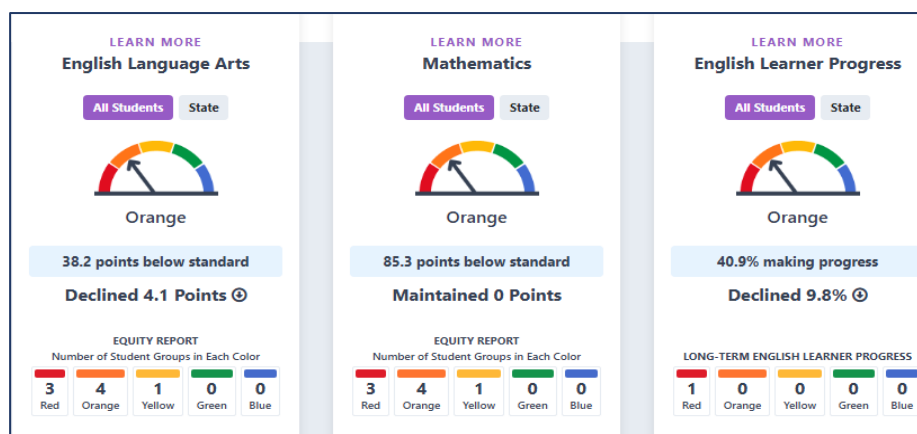 LEARN MORE
English Language Arts
All Students State
Orange
38.2 points below standard
Declined 4.1 Points
EQUITY REPORT
Number of Student Groups in Each Color
3 4 1 0 0
Red Orange Yellow Green Blue
LEARN MORE
Mathematics
All Students State
Orange
85.3 points below standard
Maintained 0 Points
EQUITY REPORT
Number of Student Groups in Each Color
3 4 1 0 0
Red Orange Yellow Green Blue
LEARN MORE
English Learner Progress
All Students State
Orange
40.9% making progress
Declined 9.8%
LONG-TERM ENGLISH LEARNER PROGRESS
1 0 0 0 0
Red Orange Yellow Green Blue